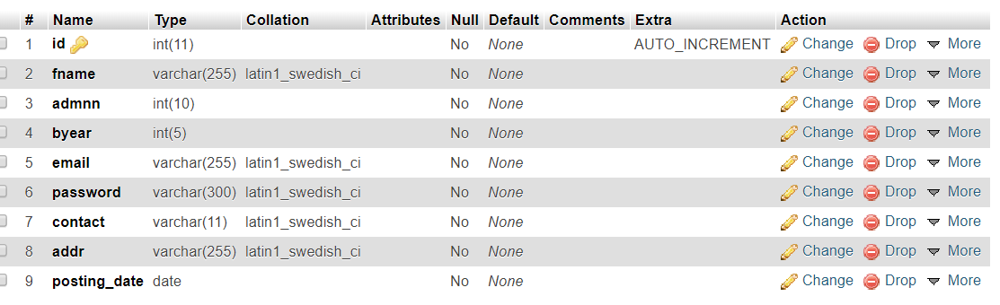 # Name Type Collation Attributes Null Default Comments Extra Action
1 id int(11) No None AUTO_INCREMENT Change Drop More
2 fname varchar(255) latin1_swedish_ci No None Change Drop More
3 admnn int(10) No None Change Drop More
4 byear int(5) No None Change Drop More
5 email varchar(255) latin1_swedish_ci No None Change Drop More
6 password varchar(300) latin1_swedish_ci No None Change Drop More
7 contact varchar(11) latin1_swedish_ci No None Change Drop More
8 addr varchar(255) latin1_swedish_ci No None Change Drop More
9 posting_date date No None Change Drop More